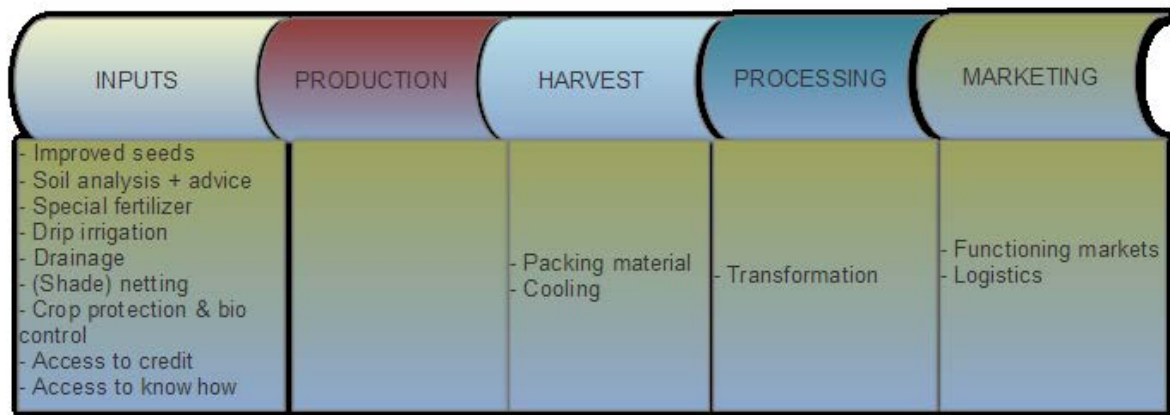 INPUTS
PRODUCTION
HARVEST
PROCESSING
MARKETING
- Improved seeds
- Soil analysis + advice
- Special fertilizer
- Drip irrigation
- Drainage
- (Shade) netting
- Crop protection & bio
control
- Access to credit
- Access to know how
- Packing material
- Cooling
- Transformation
- Functioning markets
- Logistics